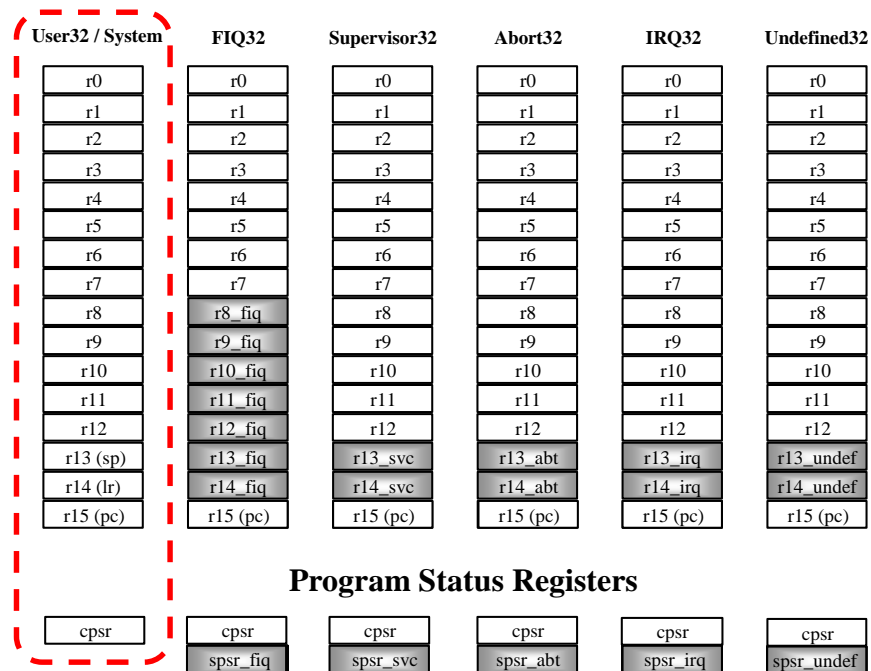 User32 / System FIQ32 Supervisor32 Abort32 IRQ32 Undefined32
r0 r0 r0 r0 r0 r0
r1 r1 r1 r1 r1 r1
r2 r2 r2 r2 r2 r2
r3 r3 r3 r3 r3 r3
r4 r4 r4 r4 r4 r4
r5 r5 r5 r5 r5 r5
r6 r6 r6 r6 r6 r6
r7 r7 r7 r7 r7 r7
r8 r8_fiq r8 r8 r8 r8
r9 r9_fiq r9 r9 r9 r9
r10 r10_fiq r10 r10 r10 r10
r11 r11_fiq r11 r11 r11 r11
r12 r12_fiq r12 r12 r12 r12
r13 (sp) r13_fiq r13_svc r13_abt r13_irq r13_undef
r14 (lr) r14_fiq r14_svc r14_abt r14_irq r14_undef
r15 (pc) r15 (pc) r15 (pc) r15 (pc) r15 (pc) r15 (pc)
Program Status Registers
cpsr cpsr cpsr cpsr cpsr cpsr
spsr_fiq spsr_svc spsr_abt spsr_irq spsr_undef